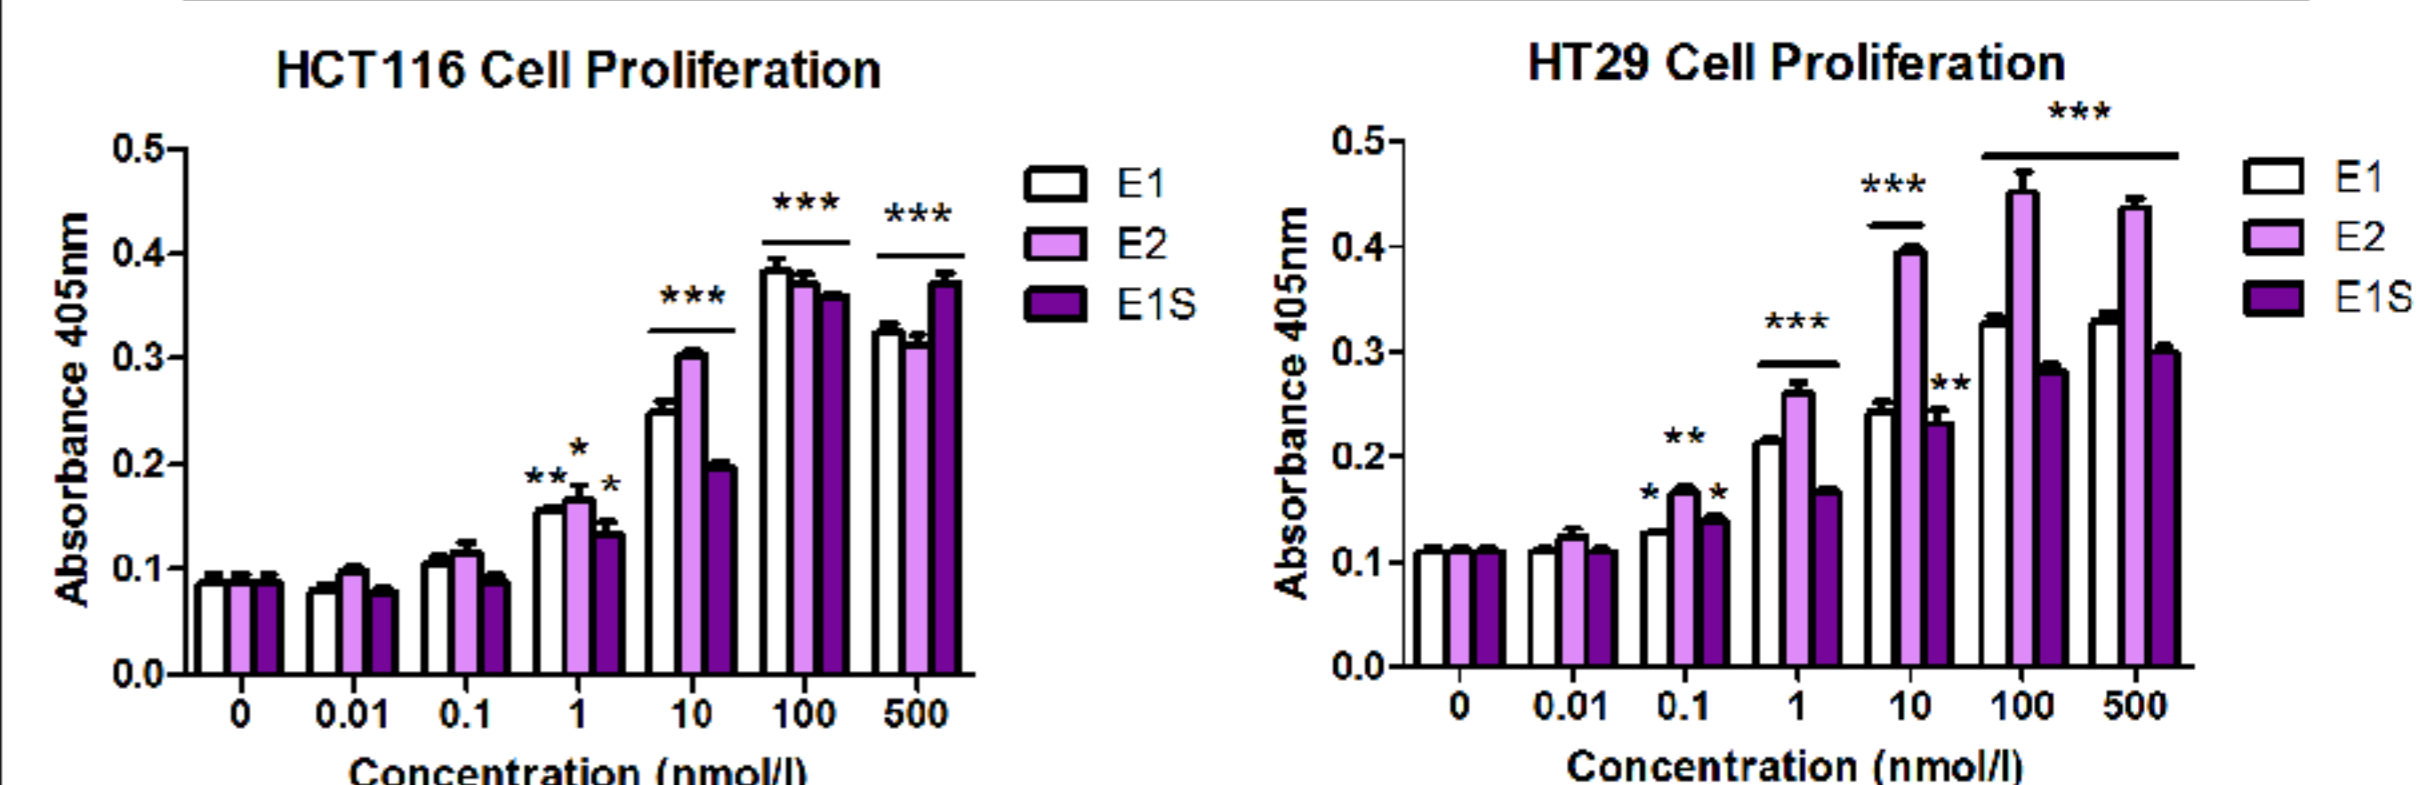 HCT116 Cell Proliferation
Absorbance 405nm
0.5
0.4
0.3
0.2
0.1
0.0
**
*
*
***
***
***
0 0.01 0.1 1 10 100 500
Concentration (nmol/l)
E1
E2
E1S
HT29 Cell Proliferation
Absorbance 405nm
0.5
0.4
0.3
0.2
0.1
0.0
*
**
*
***
***
**
***
0 0.01 0.1 1 10 100 500
Concentration (nmol/l)
E1
E2
E1S